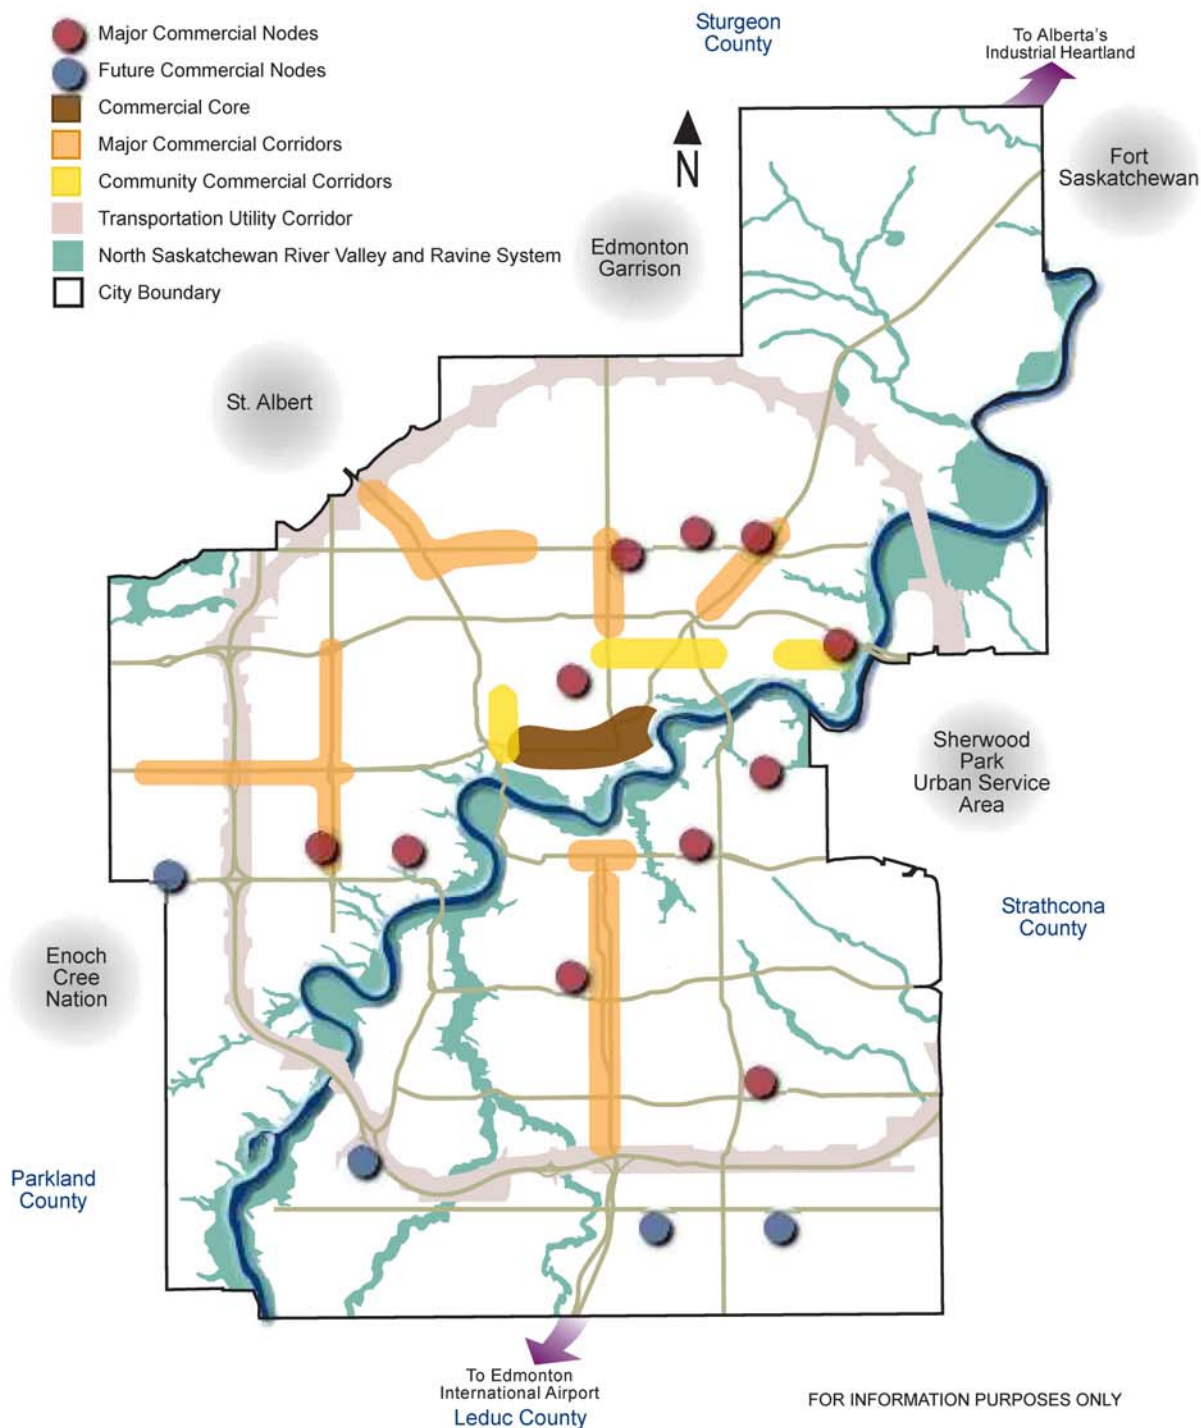 Major Commercial Nodes
Future Commercial Nodes
Commercial Core
Major Commercial Corridors
Community Commercial Corridors
Transportation Utility Corridor
North Saskatchewan River Valley and Ravine System
City Boundary
Sturgeon
County
To Alberta's
Industrial Heartland
N
Fort
Saskatchewan
Edmonton
Garrison
St. Albert
Sherwood
Park
Urban Service
Area
Strathcona
County
Enoch
Cree
Nation
Parkland
County
To Edmonton
International Airport
Leduc County
FOR INFORMATION PURPOSES ONLY